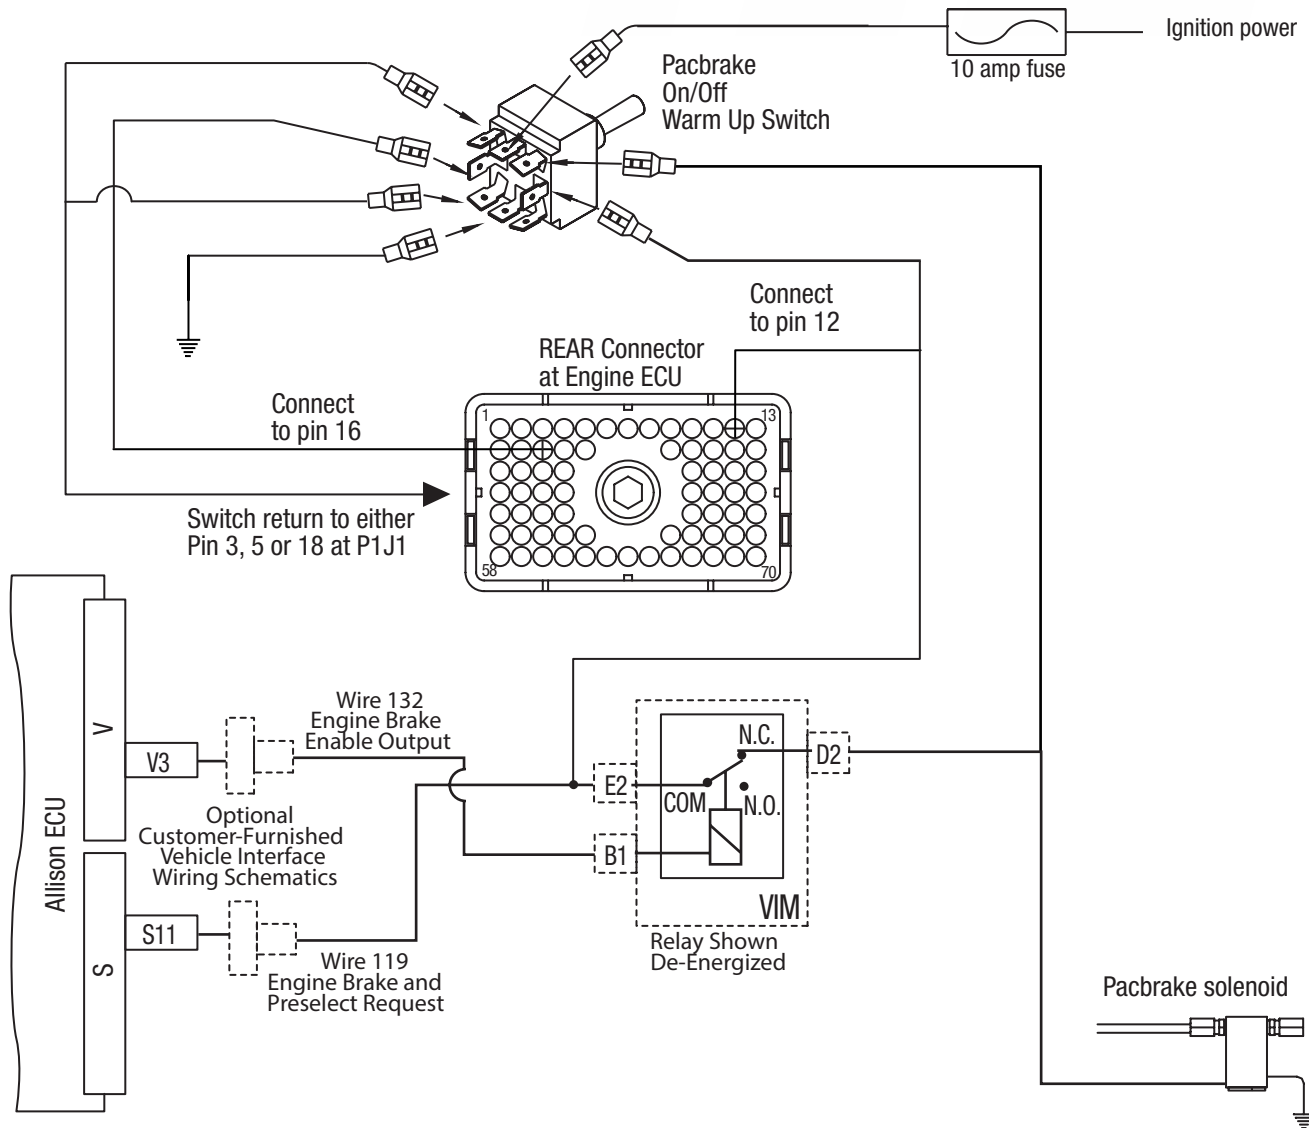 Ignition power
10 amp fuse
Pacbrake
On/Off
Warm Up Switch
Connect
to pin 12
REAR Connector
at Engine ECU
Connect
to pin 16
1
13
58
70
Switch return to either
Pin 3, 5 or 18 at P1J1
Allison ECU
V
V3
Wire 132
Engine Brake
Enable Output
Optional
Customer-Furnished
Vehicle Interface
Wiring Schematics
S
S11
Wire 119
Engine Brake and
Preselect Request
E2
B1
N.C.
COM
N.O.
D2
VIM
Relay Shown
De-Energized
Pacbrake solenoid